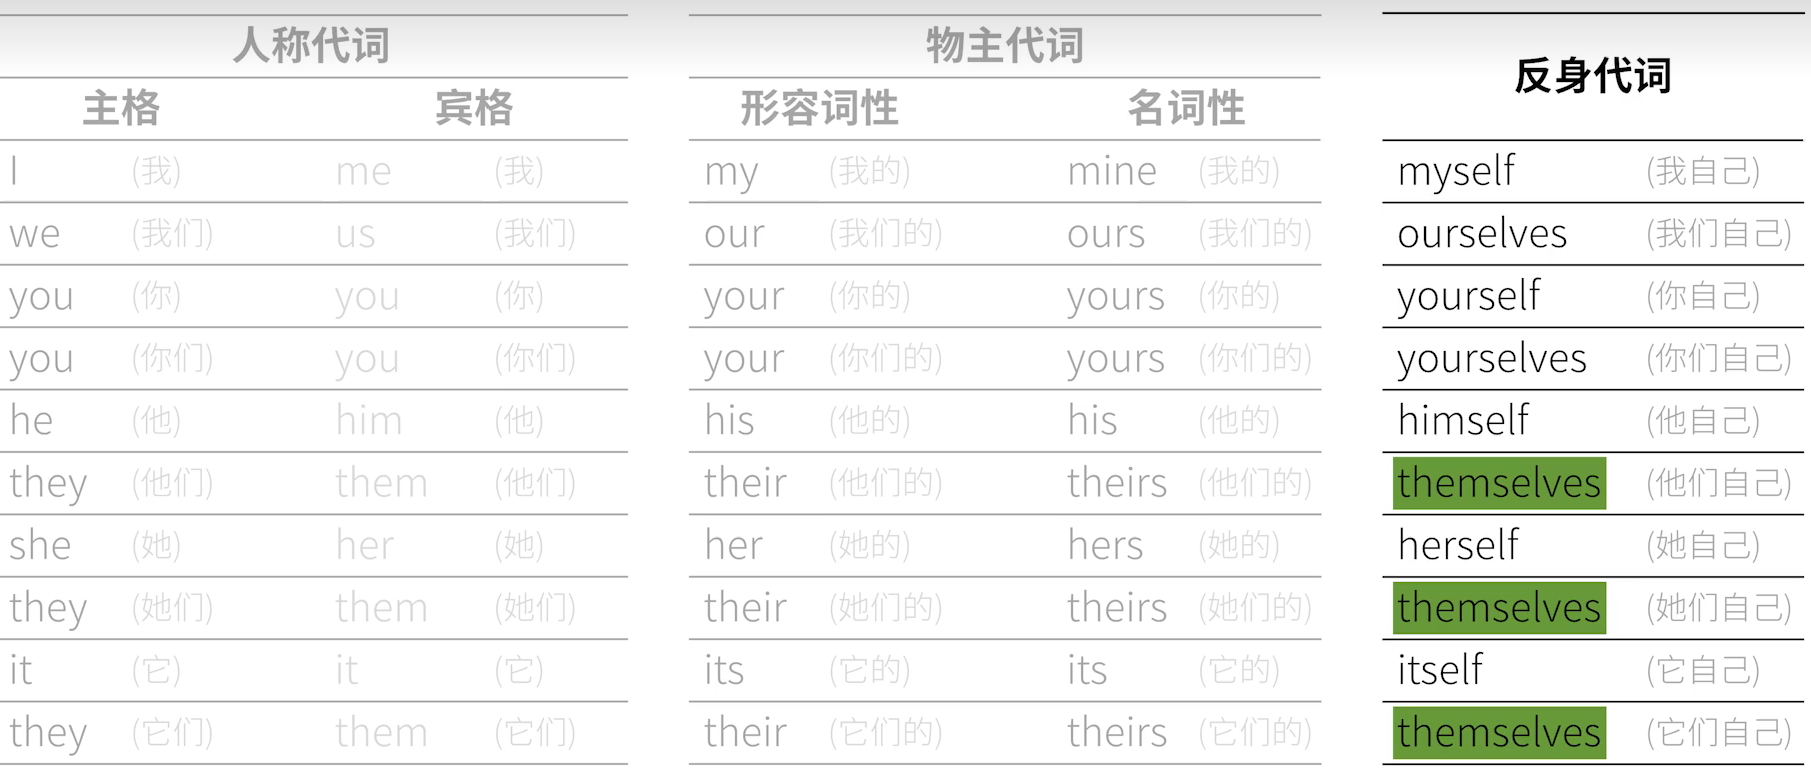 人称代词 物主代词 反身代词
主格 宾格 形容词性 名词性
I (我) me (我) my (我的) mine (我的) myself (我自己)
we (我们) us (我们) our (我们的) ours (我们的) ourselves (我们自己)
you (你) you (你) your (你的) yours (你的) yourself (你自己)
you (你们) you (你们) your (你们的) yours (你们的) yourselves (你们自己)
he (他) him (他) his (他的) his (他的) himself (他自己)
they (他们) them (他们) their (他们的) theirs (他们的) themselves (他们自己)
she (她) her (她) her (她的) hers (她的) herself (她自己)
they (她们) them (她们) their (她们的) theirs (她们的) themselves (她们自己)
it (它) it (它) its (它的) its (它的) itself (它自己)
they (它们) them (它们) their (它们的) theirs (它们的) themselves (它们自己)